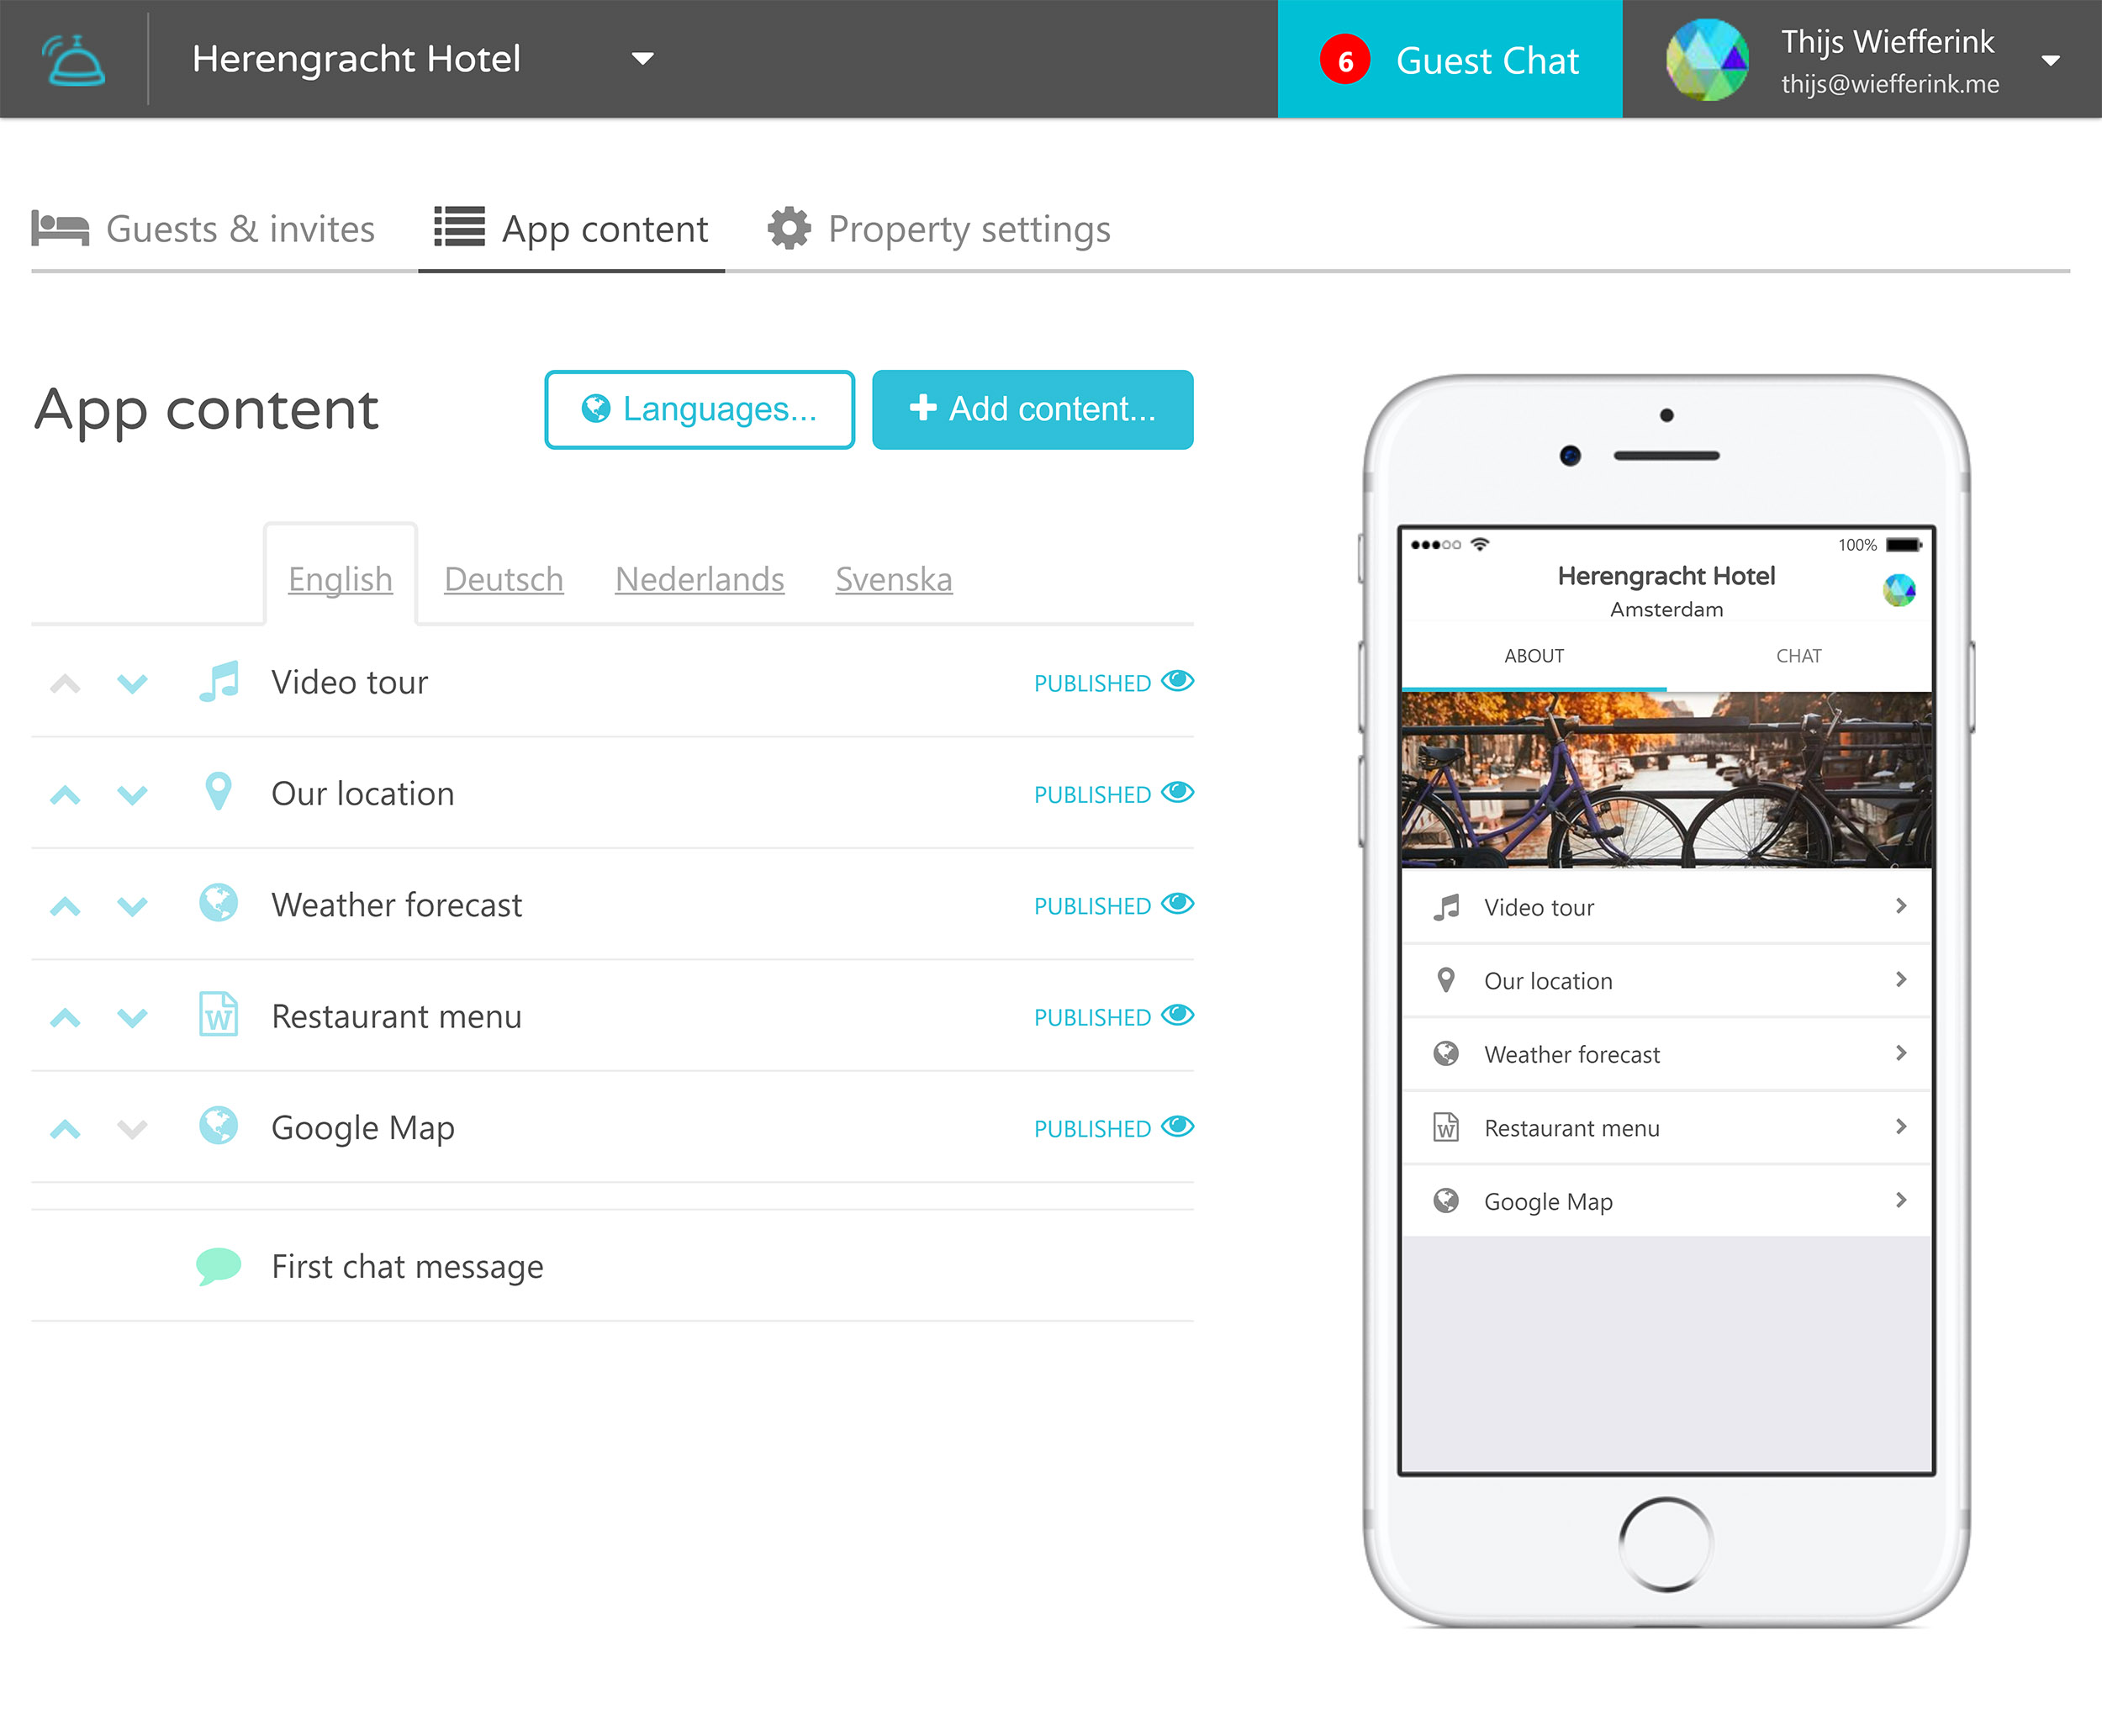 Herengracht Hotel
6 Guest Chat
Thijs Wiefferink
thijs@wiefferink.me
Guests & invites
App content
Property settings
App content
Languages...
Add content...
English
Deutsch
Nederlands
Svenska
Video tour
PUBLISHED
Our location
PUBLISHED
Weather forecast
PUBLISHED
W
Restaurant menu
PUBLISHED
Google Map
PUBLISHED
First chat message
100%
Herengracht Hotel
Amsterdam
ABOUT
CHAT
Video tour
Our location
Weather forecast
W
Restaurant menu
Google Map